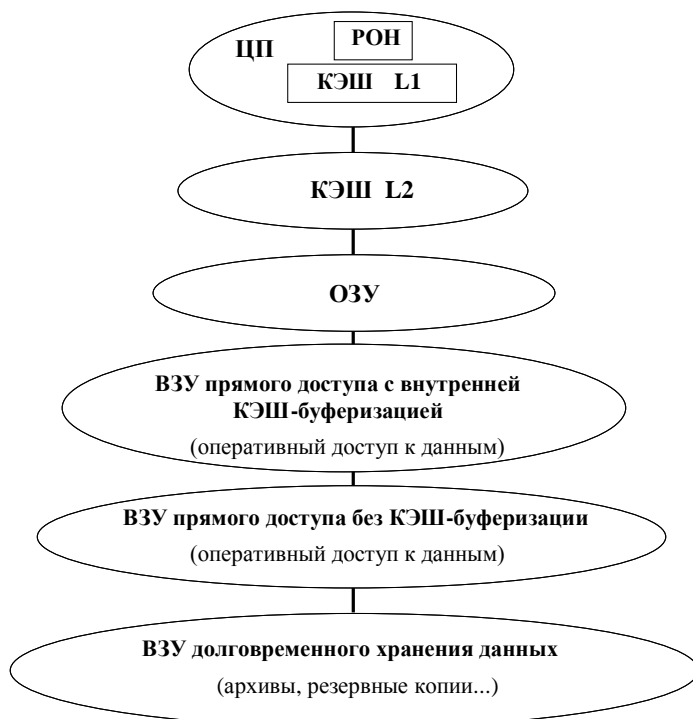 ЦП
РОН
КЭШ L1
КЭШ L2
ОЗУ
ВЗУ прямого доступа с внутренней
КЭШ-буферизацией
(оперативный доступ к данным)
ВЗУ прямого доступа без КЭШ-буферизации
(оперативный доступ к данным)
ВЗУ долговременного хранения данных
(архивы, резервные копии...)